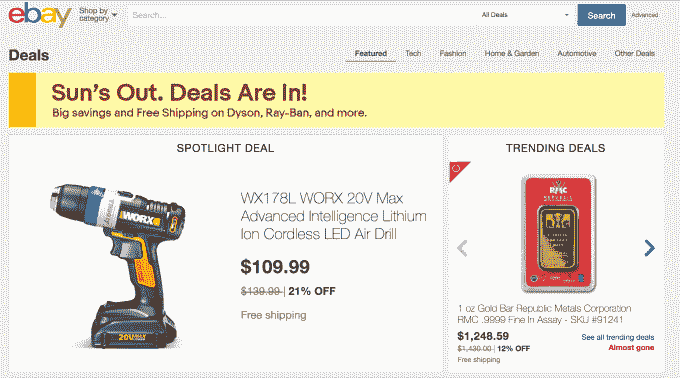 ebay
Shop by
category
Search...
All Deals
Search
Advanced
Deals
Featured
Tech
Fashion
Home & Garden
Automotive
Other Deals
Sun's Out. Deals Are In!
Big savings and Free Shipping on Dyson, Ray-Ban, and more.
SPOTLIGHT DEAL
WORX
20V
WX178L WORX 20V Max
Advanced Intelligence Lithium
Ion Cordless LED Air Drill
$109.99
$139.99 | 21% OFF
Free shipping
TRENDING DEALS
RMC
1 oz Gold Bar Republic Metals Corporation
RMC .9999 Fine In Assay - SKU #91241
$1,248.59
$1,430.00 | 12% OFF
Free shipping
See all trending deals
Almost gone